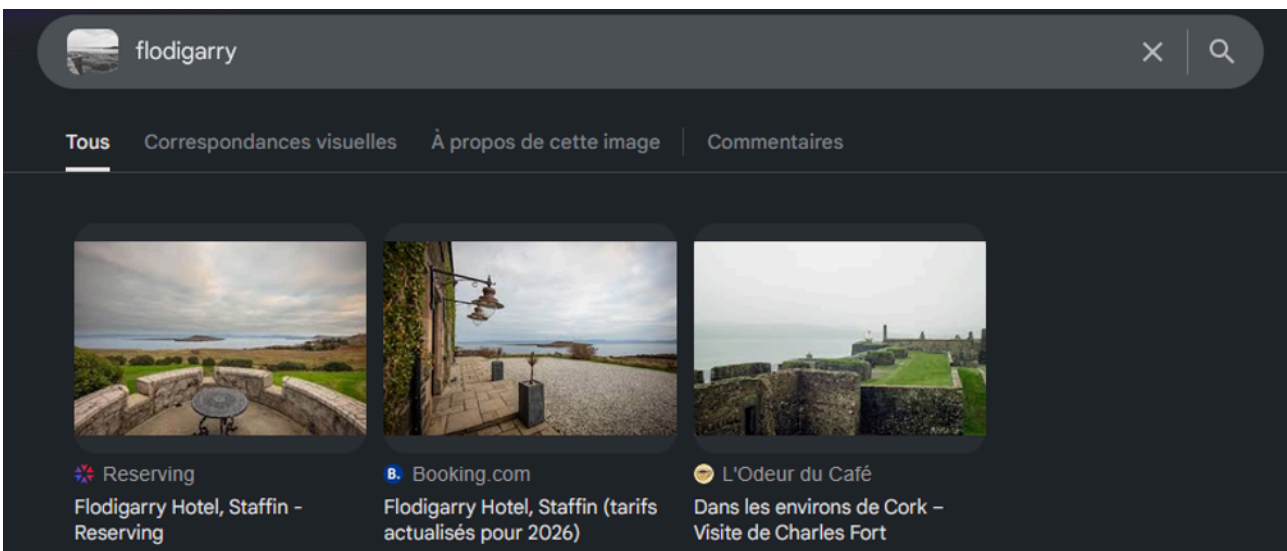 flodigarry
Tous Correspondances visuelles À propos de cette image Commentaires
Reserving
Flodigarry Hotel, Staffin -
Reserving
B. Booking.com
Flodigarry Hotel, Staffin (tarifs
actualisés pour 2026)
L'Odeur du Café
Dans les environs de Cork –
Visite de Charles Fort